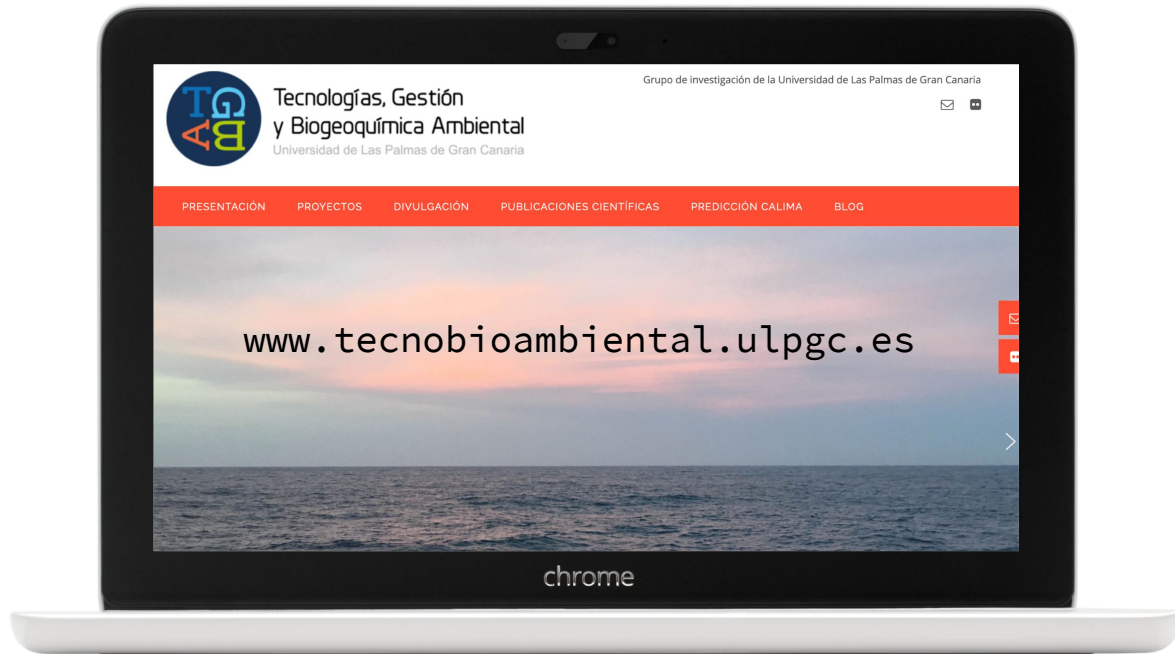 Grupo de investigación de la Universidad de Las Palmas de Gran Canaria
TG
AB
Tecnologías, Gestión
y Biogeoquímica Ambiental
Universidad de Las Palmas de Gran Canaria
PRESENTACIÓN PROYECTOS DIVULGACIÓN PUBLICACIONES CIENTÍFICAS PREDICCIÓN CALIMA BLOG
www.tecnobioambiental.ulpgc.es
chrome